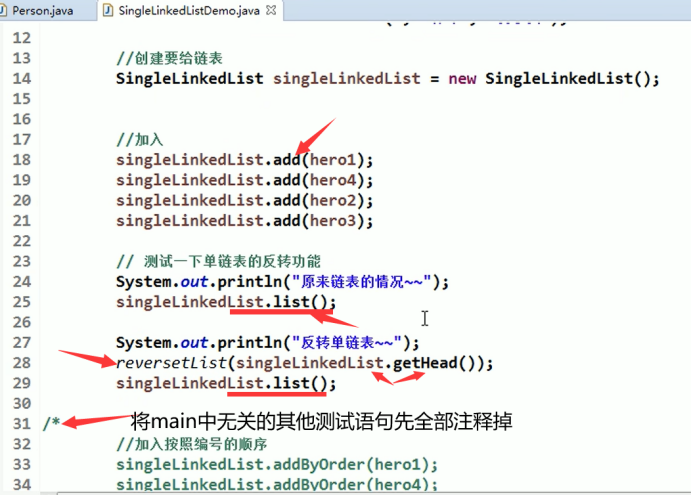 Person.java
SingleLinkedListDemo.java
12
13 //创建要给链表
14 SingleLinkedList singleLinkedList = new SingleLinkedList();
15
16
17 //加入
18 singleLinkedList.add(hero1);
19 singleLinkedList.add(hero4);
20 singleLinkedList.add(hero2);
21 singleLinkedList.add(hero3);
22
23 // 测试一下单链表的反转功能
24 System.out.println("原来链表的情况~~");
25 singleLinkedList.list();
26
27 System.out.println("反转单链表~~");
28 reversetList(singleLinkedList.getHead());
29 singleLinkedList.list();
30
31 /* 将main中无关的其他测试语句先全部注释掉
32 //加入按照编号的顺序
33 singleLinkedList.addByOrder(hero1);
34 singleLinkedList.addByOrder(hero4);